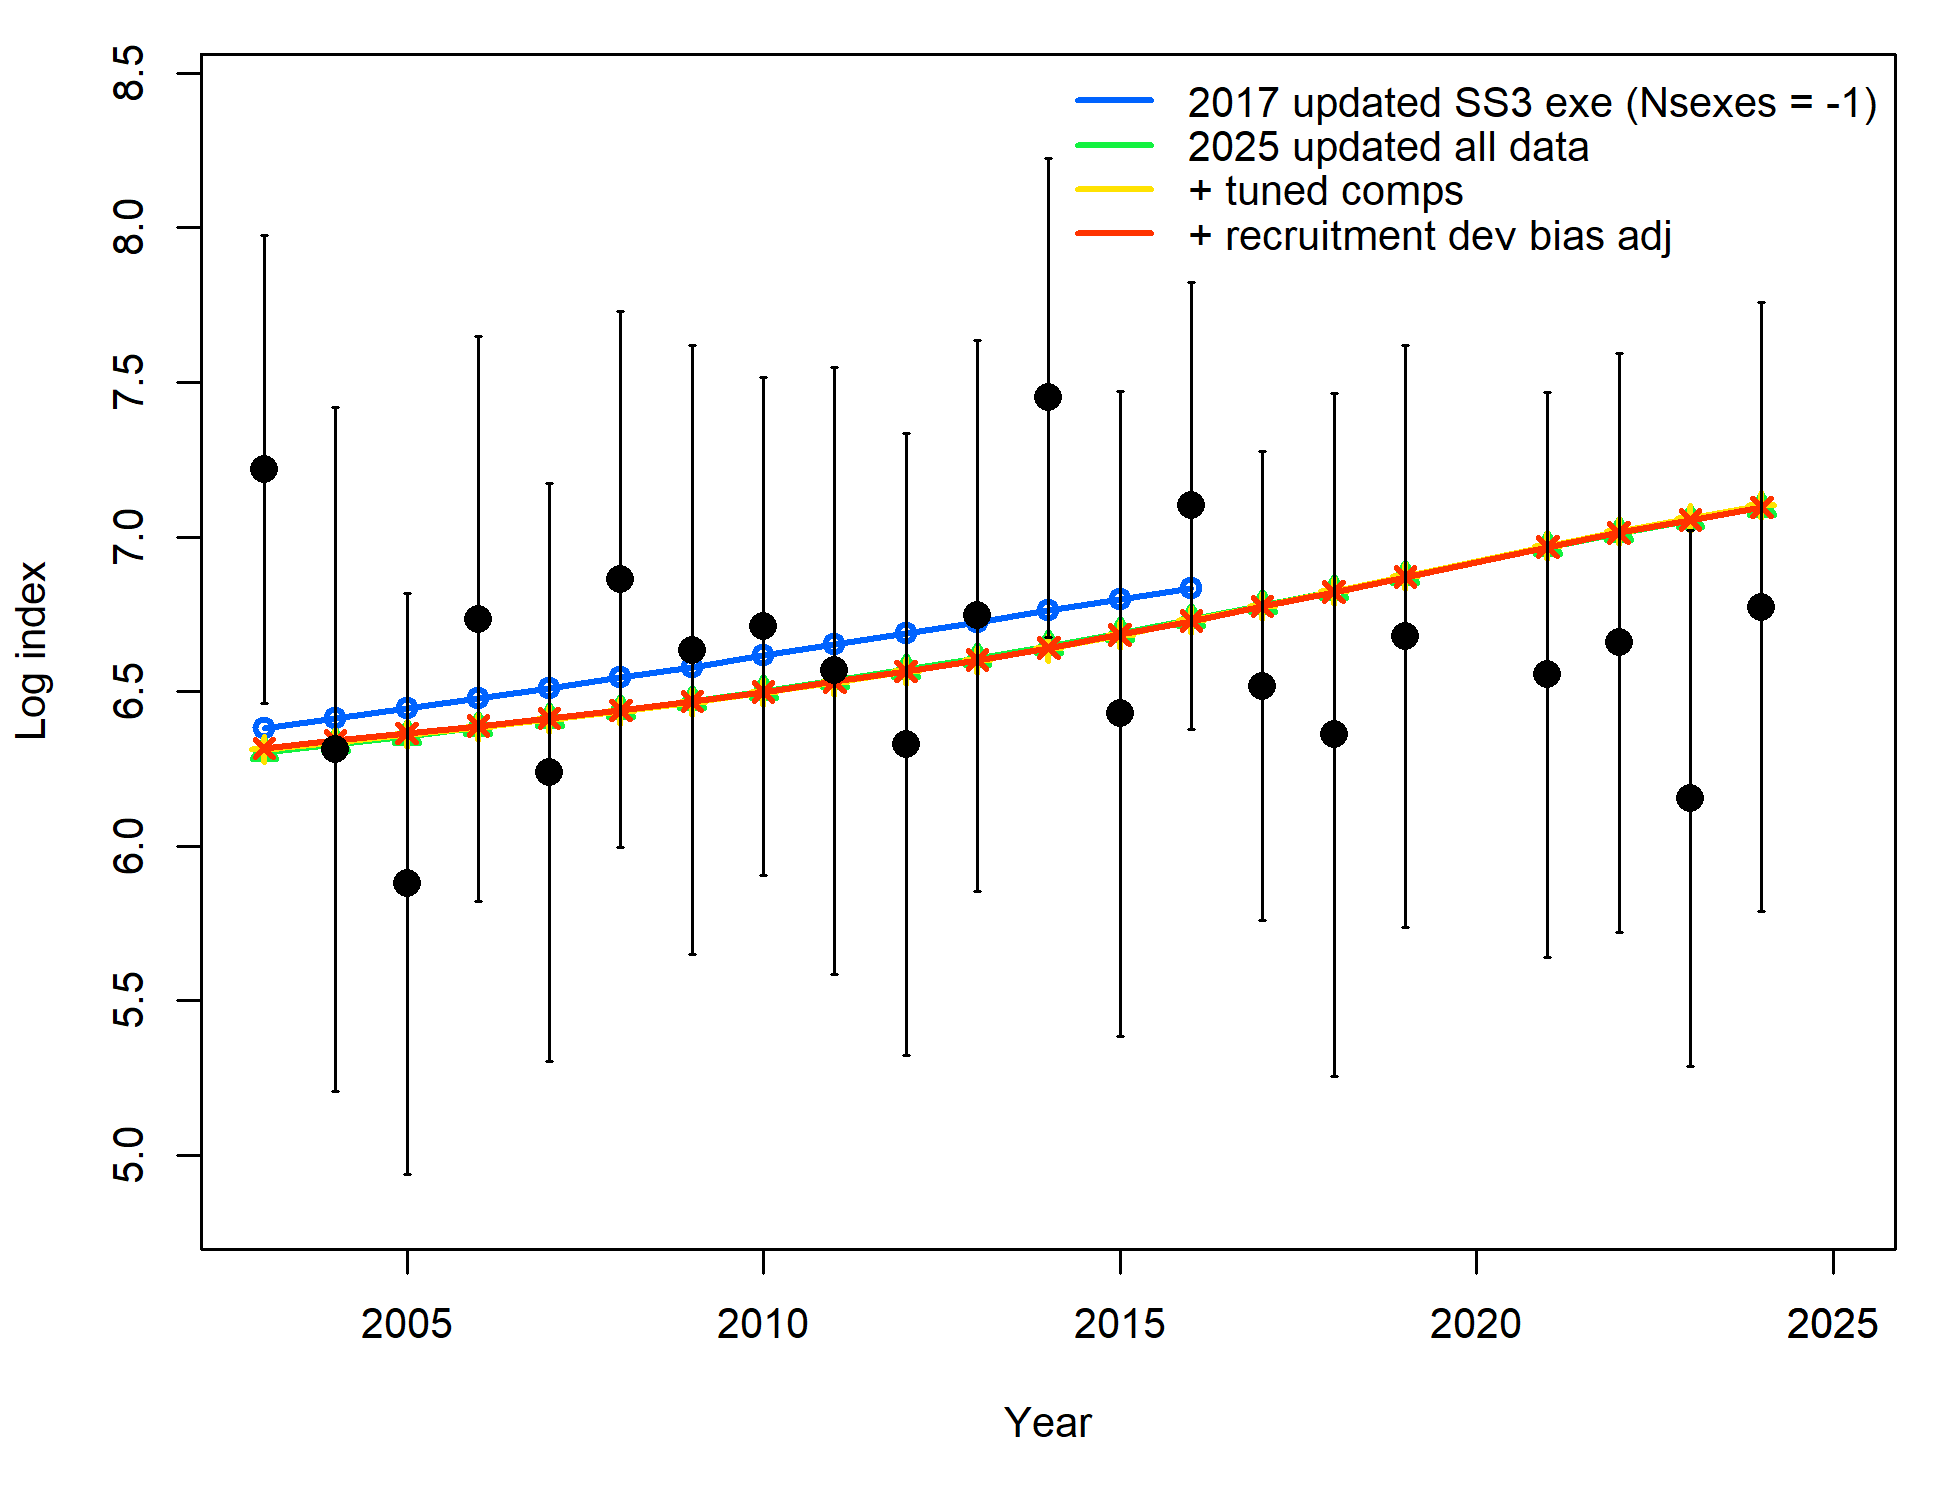 2017 updated SS3 exe (Nsexes = -1)
2025 updated all data
+ tuned comps
+ recruitment dev bias adj
8.5
8.0
7.5
7.0
6.5
6.0
5.5
5.0
Log index
2005 2010 2015 2020 2025
Year